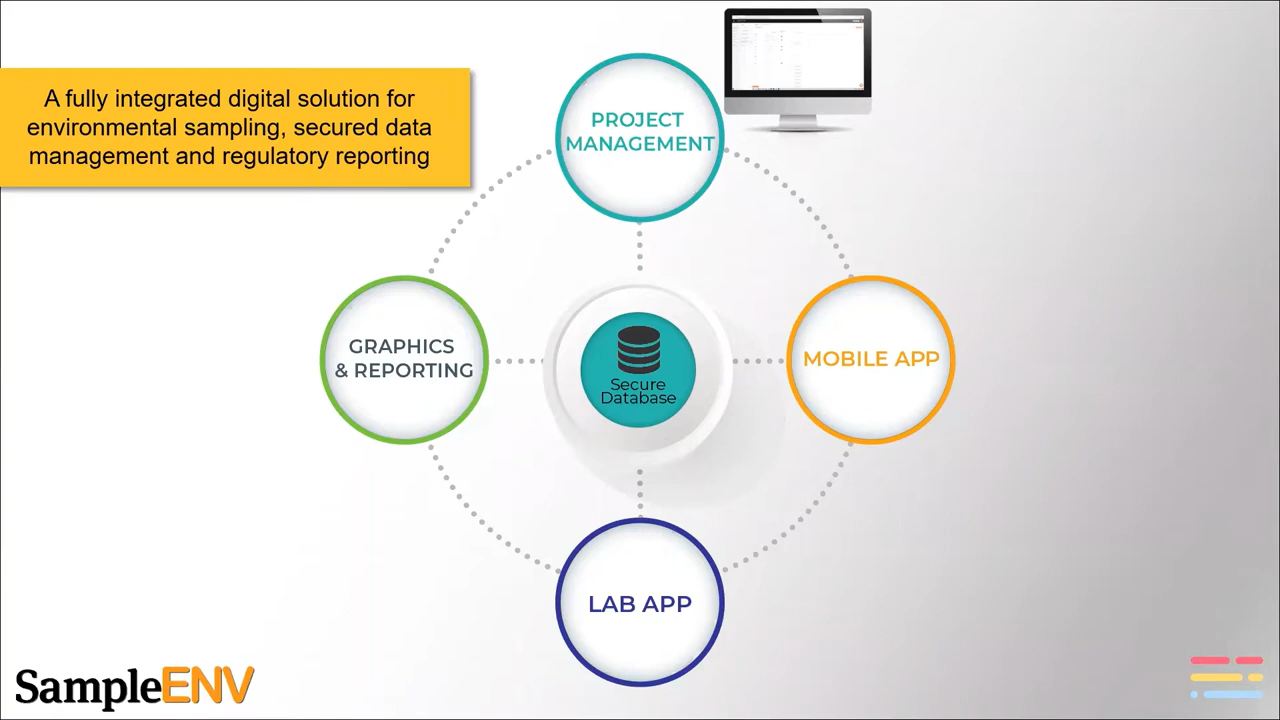 A fully integrated digital solution for
environmental sampling, secured data
management and regulatory reporting
PROJECT
MANAGEMENT
GRAPHICS
& REPORTING
Secure
Database
MOBILE APP
LAB APP
SampleENV